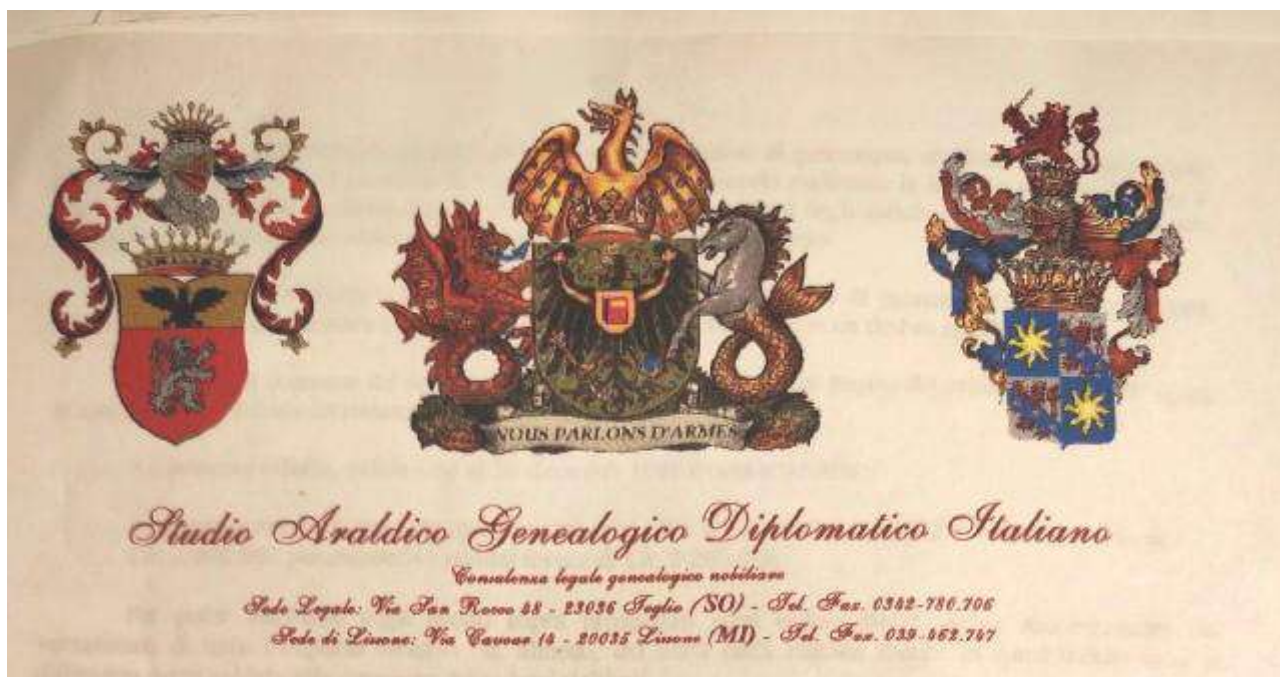 NOUS PARLONS D'ARMES
Studio Araldico Genealogico Diplomatico Italiano
Consulenza legale genealogico nobiliare
Sede Legale: Via San Rocco 48 - 23036 Teglio (SO) - Tel. Fax. 0342-780.706
Sede di Lissone: Via Cavour 14 - 20035 Lissone (MI) - Tel. Fax. 039-462.747